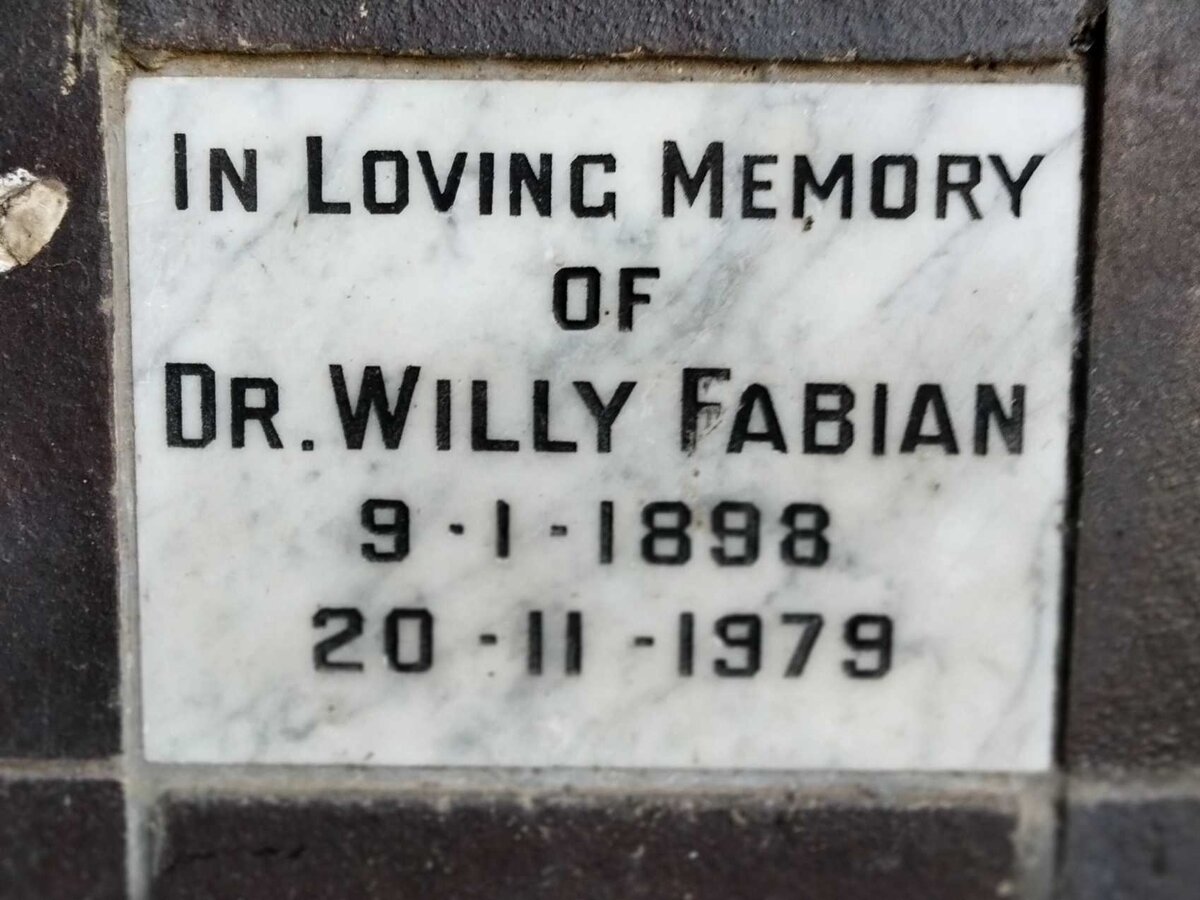 In Loving Memory
of
Dr. Willy Fabian
9-1-1898
20-11-1979